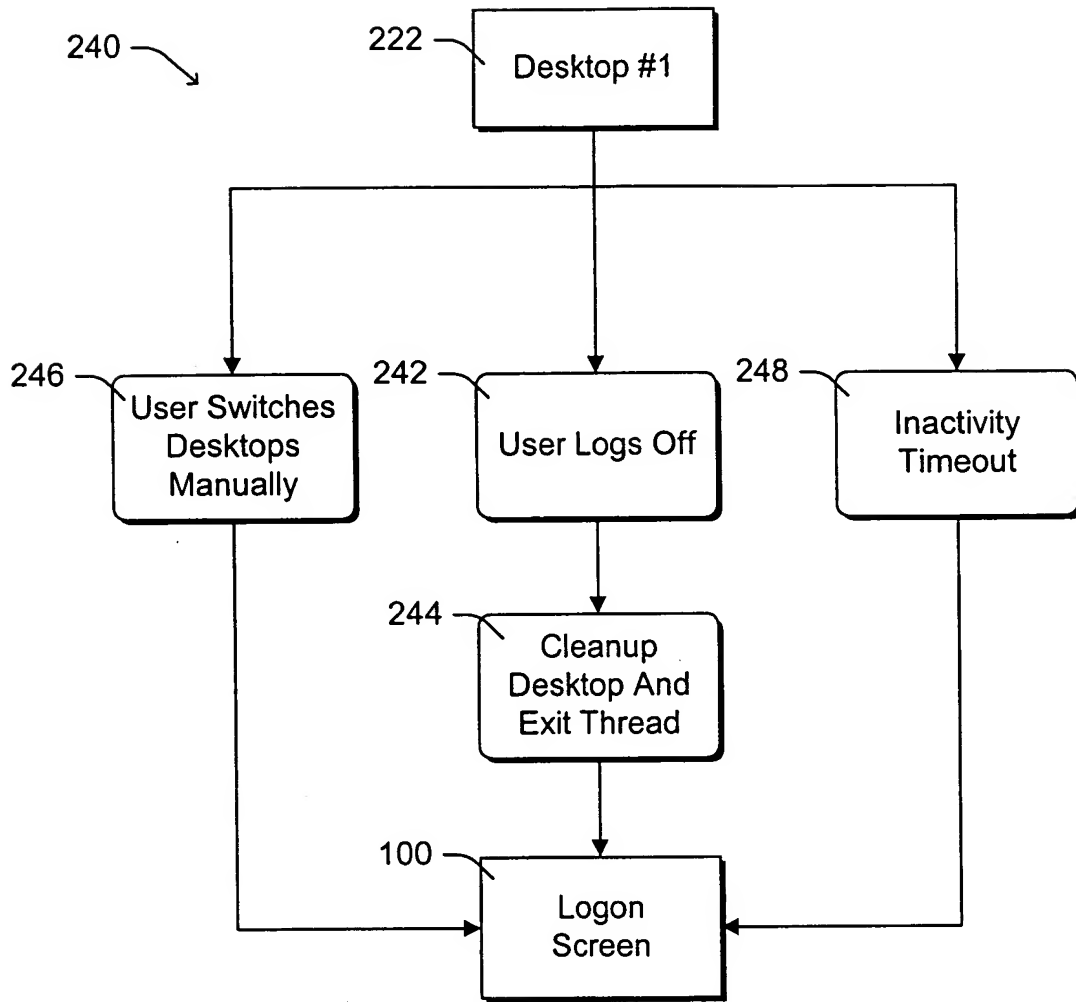 240
222
Desktop #1
246
User Switches
Desktops
Manually
242
User Logs Off
248
Inactivity
Timeout
244
Cleanup
Desktop And
Exit Thread
100
Logon
Screen